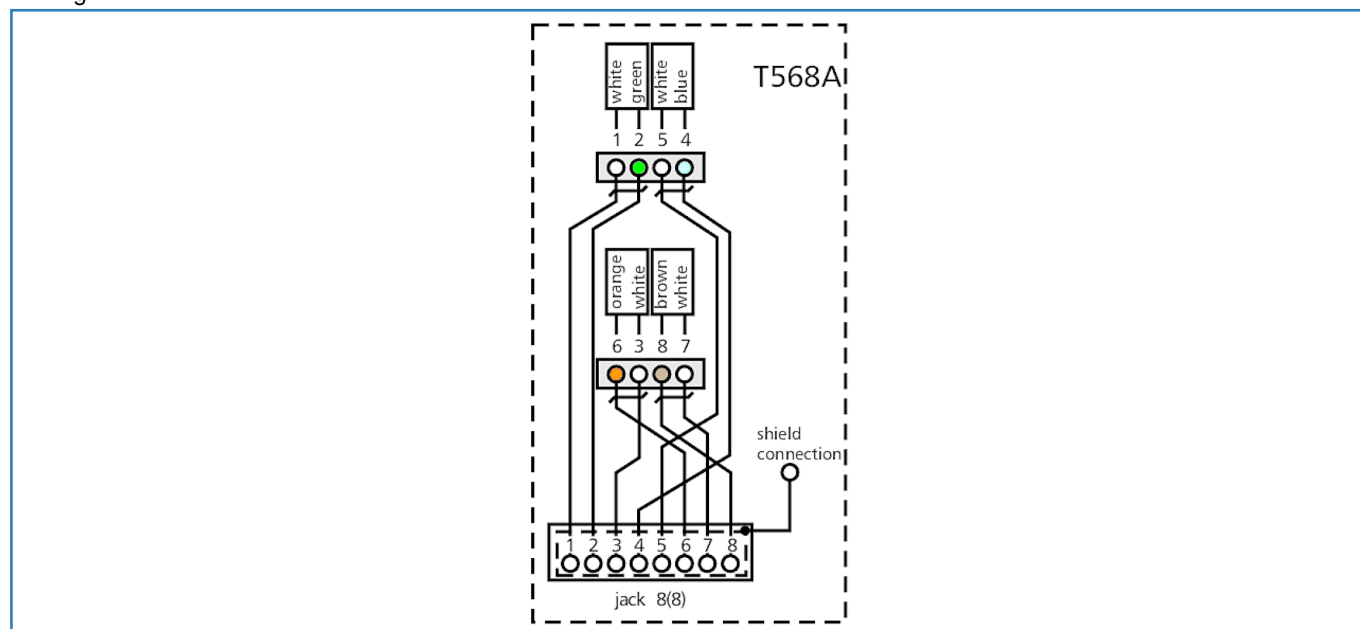 T568A
white green white blue
1 2 5 4
orange white brown white
6 3 8 7
shield
connection
1 2 3 4 5 6 7 8
jack 8(8)